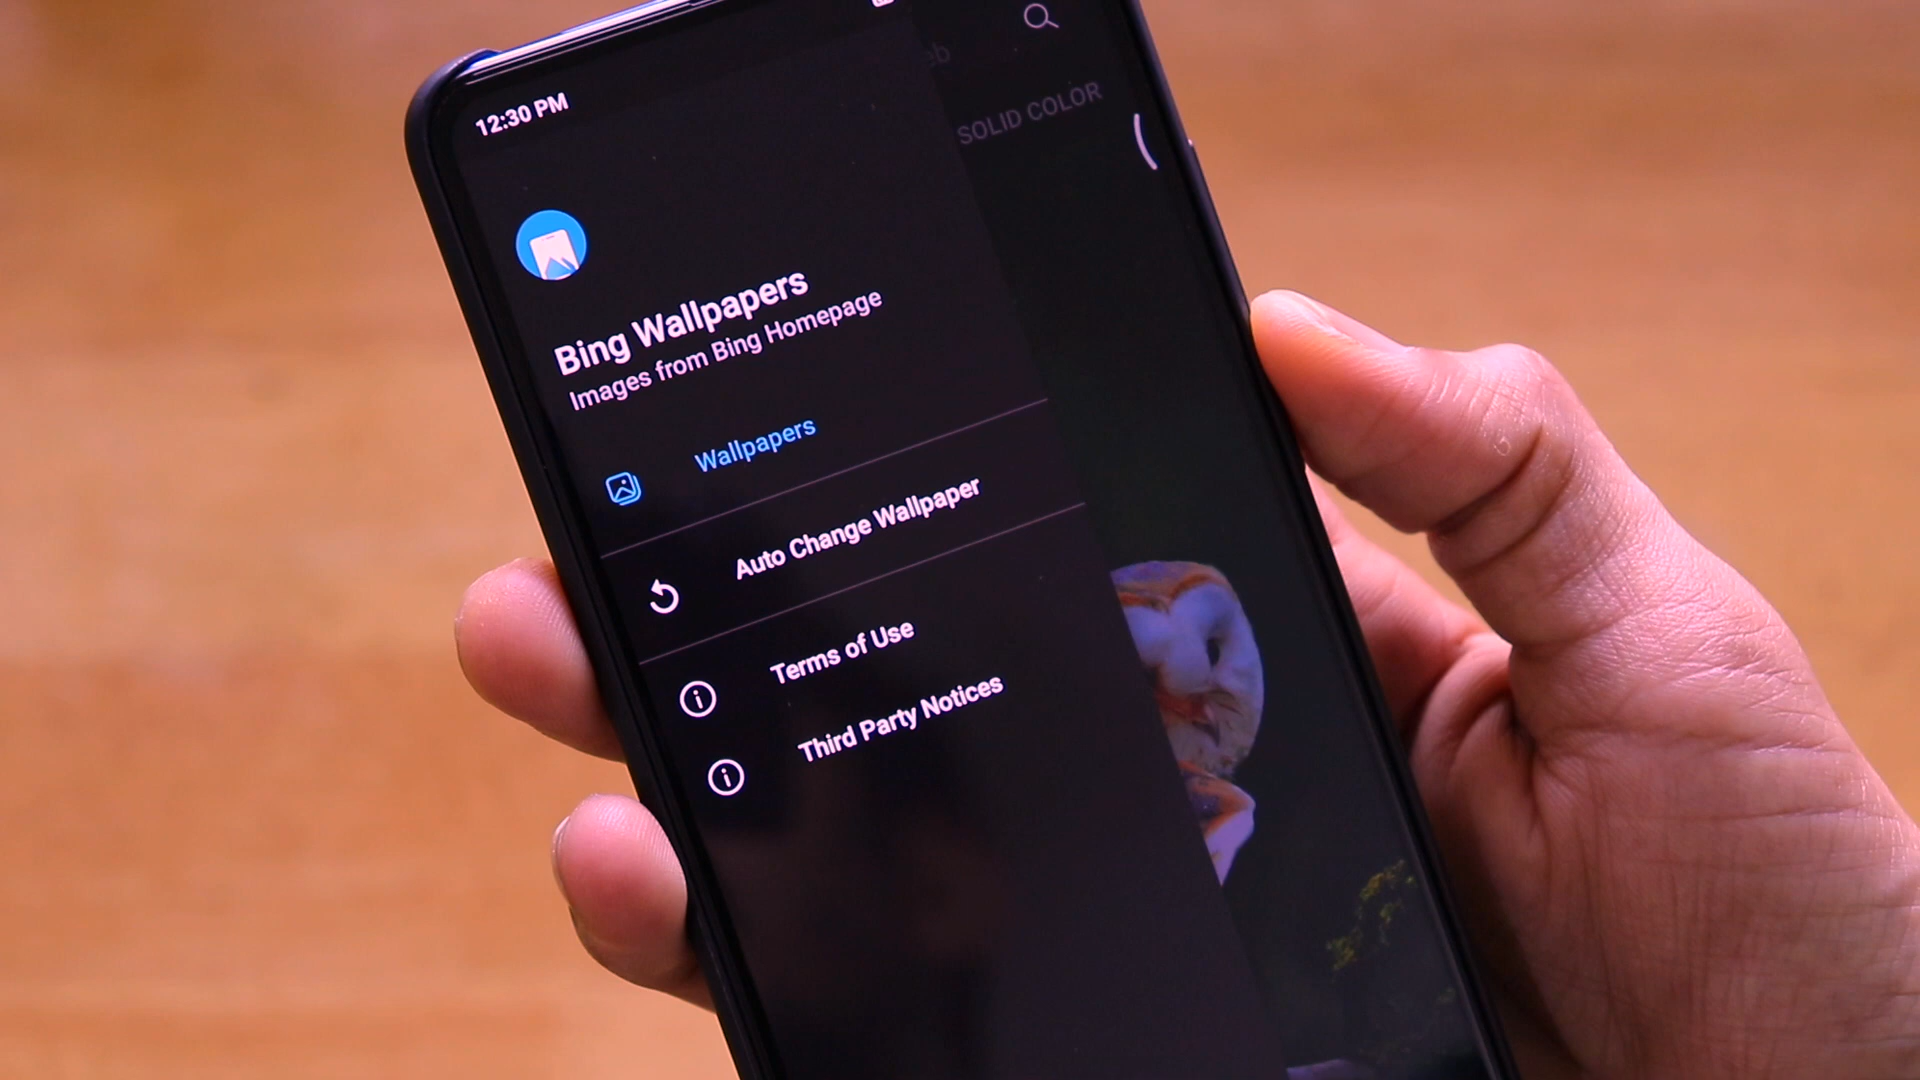 12:30 PM
SOLID COLOR
Bing Wallpapers
Images from Bing Homepage
Wallpapers
Auto Change Wallpaper
Terms of Use
Third Party Notices